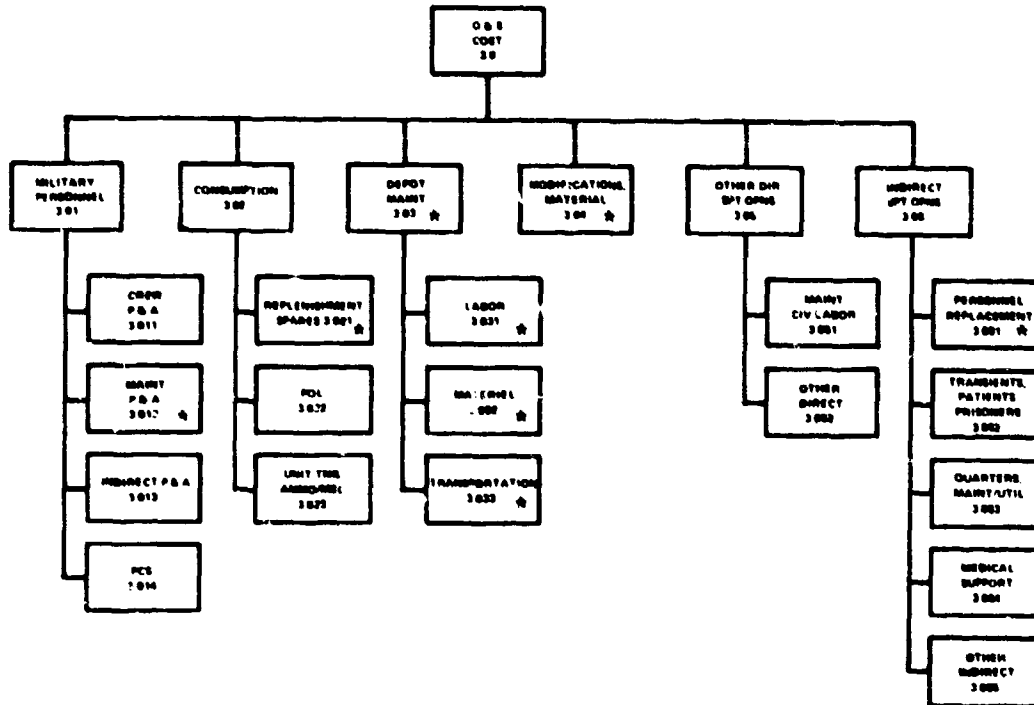 O & S
COST
3.0
MILITARY
PERSONNEL
3.01
CONSUMPTION
3.02
DEPOT
MAINT
3.03 ☆
MODIFICATIONS,
MATERIAL
3.04 ☆
OTHER DIR
SPT OPNS
3.05
INDIRECT
SPT OPNS
3.06
CREW
P & A
3.011
MAINT
P & A
3.012 ☆
INDIRECT P & A
3.013
PCS
3.014
REPLENISHMENT
SPARES 3.021 ☆
POL
3.022
UNIT TNG
3.023
LABOR
3.031 ☆
MATERIEL
☆
TRANSPORTATION
3.033 ☆
MAINT
CIV LABOR
3.051
OTHER
DIRECT
3.052
PERSONNEL
REPLACEMENT
3.061 ☆
TRANSIENTS,
PATIENTS
PRISONERS
3.062
QUARTERS,
MAINT/UTIL
3.063
MEDICAL
SUPPORT
3.064
OTHER
INDIRECT
3.065